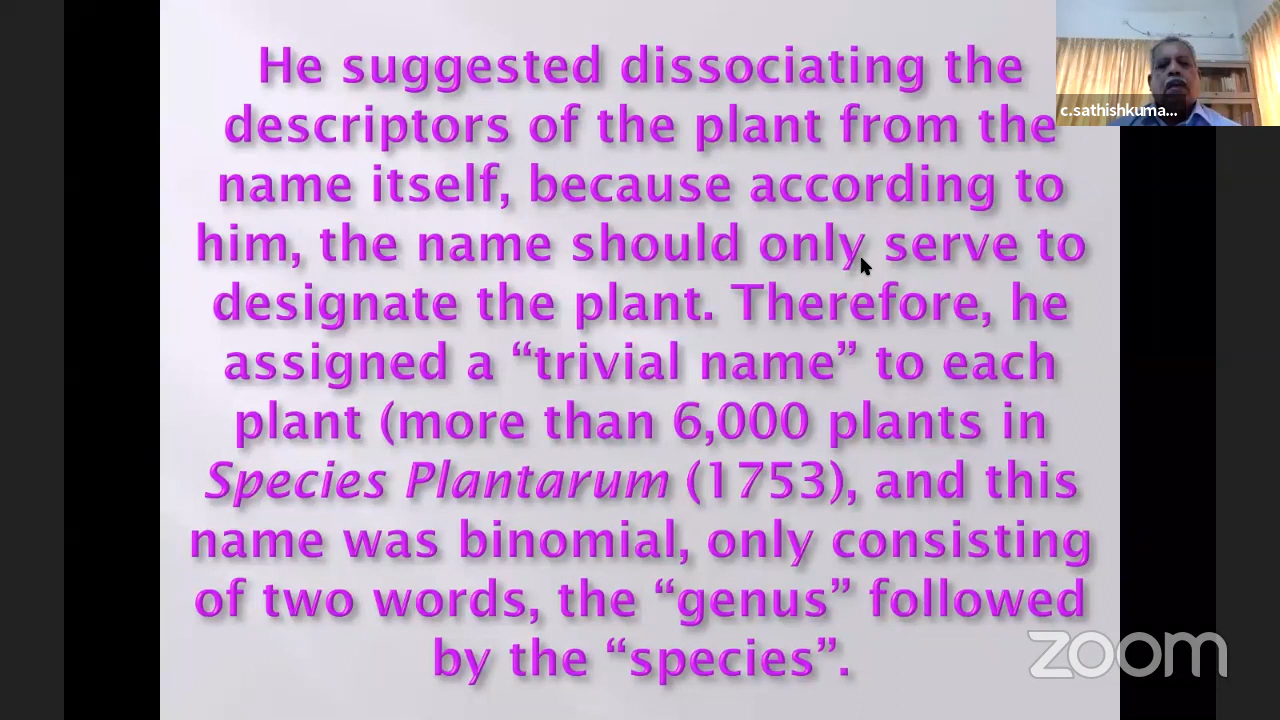 He suggested dissociating the
descriptors of the plant from the
name itself, because according to
him, the name should only serve to
designate the plant. Therefore, he
assigned a “trivial name” to each
plant (more than 6,000 plants in
Species Plantarum (1753), and this
name was binomial, only consisting
of two words, the “genus” followed
by the “species”.
c.sathishkuma...
zoom